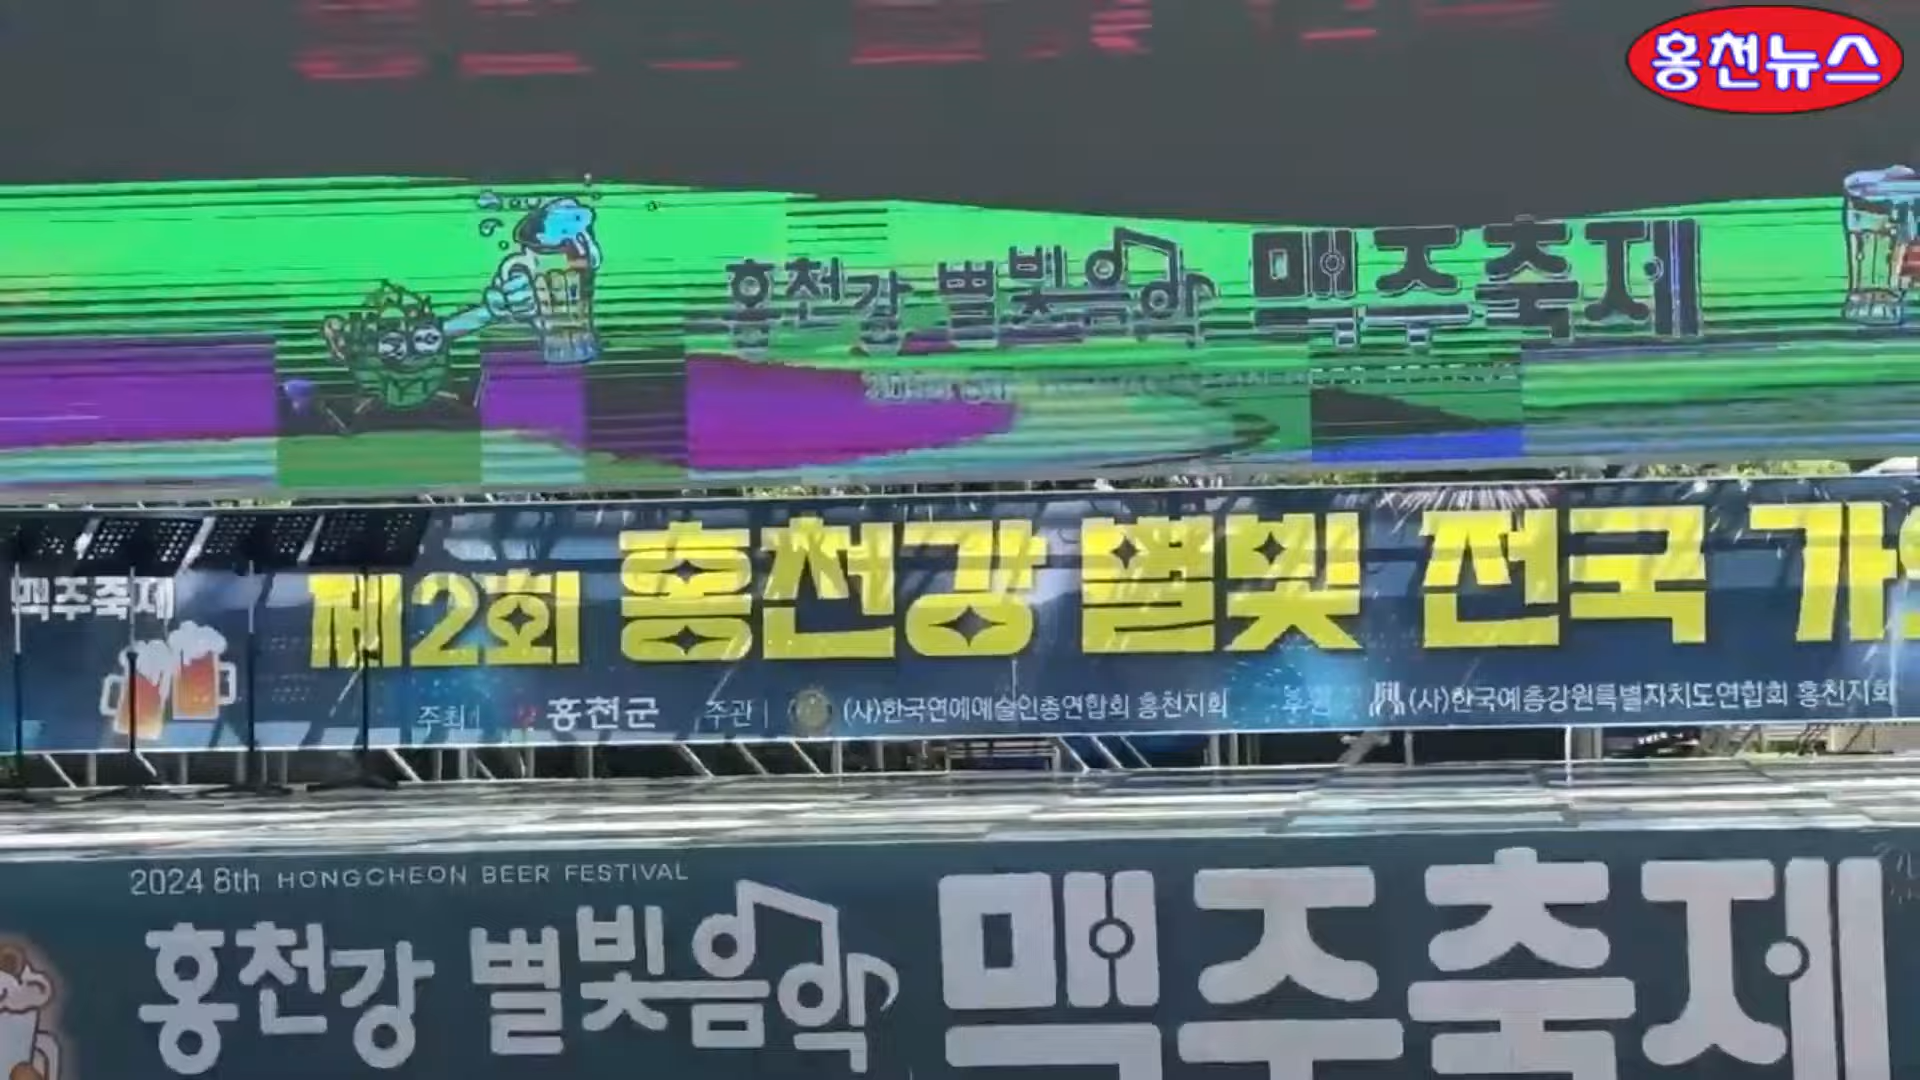 홍천뉴스
홍천강 별빛음악 맥주축제
맥주축제
제2회 홍천강 별빛 전국 가
주최 홍천군 주관 (사)한국연예예술인총연합회 홍천지회 후원 (사)한국예총강원특별자치도연합회 홍천지회
2024 8th HONGCHEON BEER FESTIVAL
홍천강 별빛음악 맥주축제